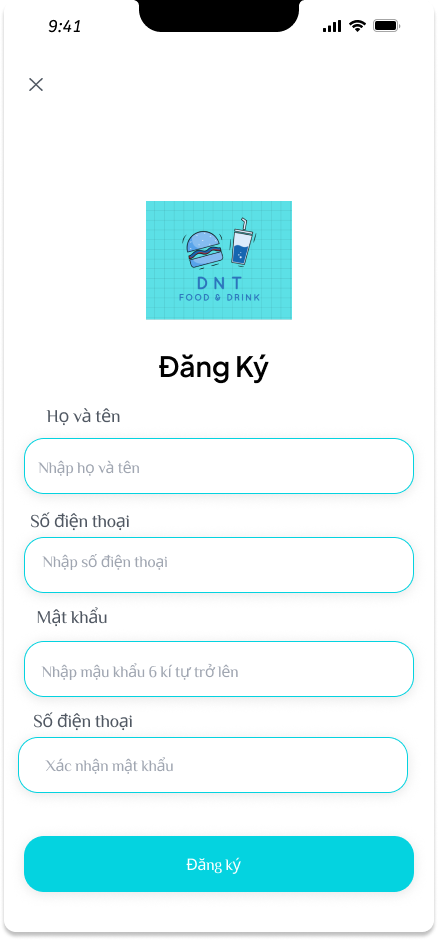 9:41
DNT
FOOD & DRINK
Đăng Ký
Họ và tên
Nhập họ và tên
Số điện thoại
Nhập số điện thoại
Mật khẩu
Nhập mậu khẩu 6 kí tự trở lên
Số điện thoại
Xác nhận mật khẩu
Đăng ký